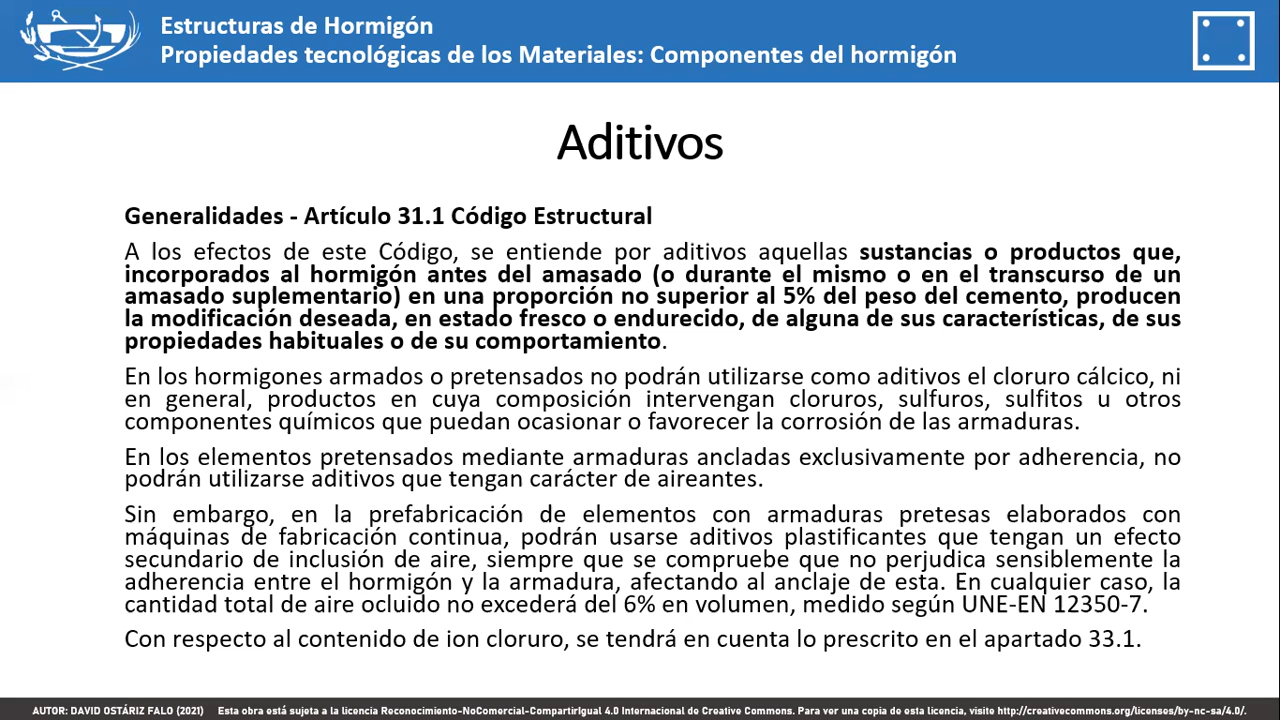 Estructuras de Hormigón
Propiedades tecnológicas de los Materiales: Componentes del hormigón
Aditivos
Generalidades - Artículo 31.1 Código Estructural
A los efectos de este Código, se entiende por aditivos aquellas sustancias o productos que,
incorporados al hormigón antes del amasado (o durante el mismo o en el transcurso de un
amasado suplementario) en una proporción no superior al 5% del peso del cemento, producen
la modificación deseada, en estado fresco o endurecido, de alguna de sus características, de sus
propiedades habituales o de su comportamiento.
En los hormigones armados o pretensados no podrán utilizarse como aditivos el cloruro cálcico, ni
en general, productos en cuya composición intervengan cloruros, sulfuros, sulfitos u otros
componentes químicos que puedan ocasionar o favorecer la corrosión de las armaduras.
En los elementos pretensados mediante armaduras ancladas exclusivamente por adherencia, no
podrán utilizarse aditivos que tengan carácter de aireantes.
Sin embargo, en la prefabricación de elementos con armaduras pretesas elaborados con
máquinas de fabricación continua, podrán usarse aditivos plastificantes que tengan un efecto
secundario de inclusión de aire, siempre que se compruebe que no perjudica sensiblemente la
adherencia entre el hormigón y la armadura, afectando al anclaje de esta. En cualquier caso, la
cantidad total de aire ocluido no excederá del 6% en volumen, medido según UNE-EN 12350-7.
Con respecto al contenido de ion cloruro, se tendrá en cuenta lo prescrito en el apartado 33.1.
AUTOR: DAVID OSTÁRIZ FALO (2021) Esta obra está sujeta a la licencia Reconocimiento-NoComercial-CompartirIgual 4.0 Internacional de Creative Commons. Para ver una copia de esta licencia, visite http://creativecommons.org/licenses/by-nc-sa/4.0/.